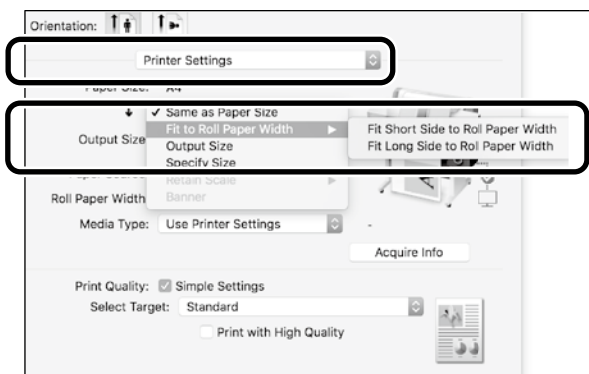 Orientation:
Printer Settings
Paper Size: A4
✓ Same as Paper Size
Fit to Roll Paper Width
Fit Short Side to Roll Paper Width
Output Size
Output Size
Fit Long Side to Roll Paper Width
Specify Size
Retain Scale
Roll Paper Width
Banner
Media Type: Use Printer Settings
-
Acquire Info
Print Quality: Simple Settings
Select Target: Standard
Print with High Quality